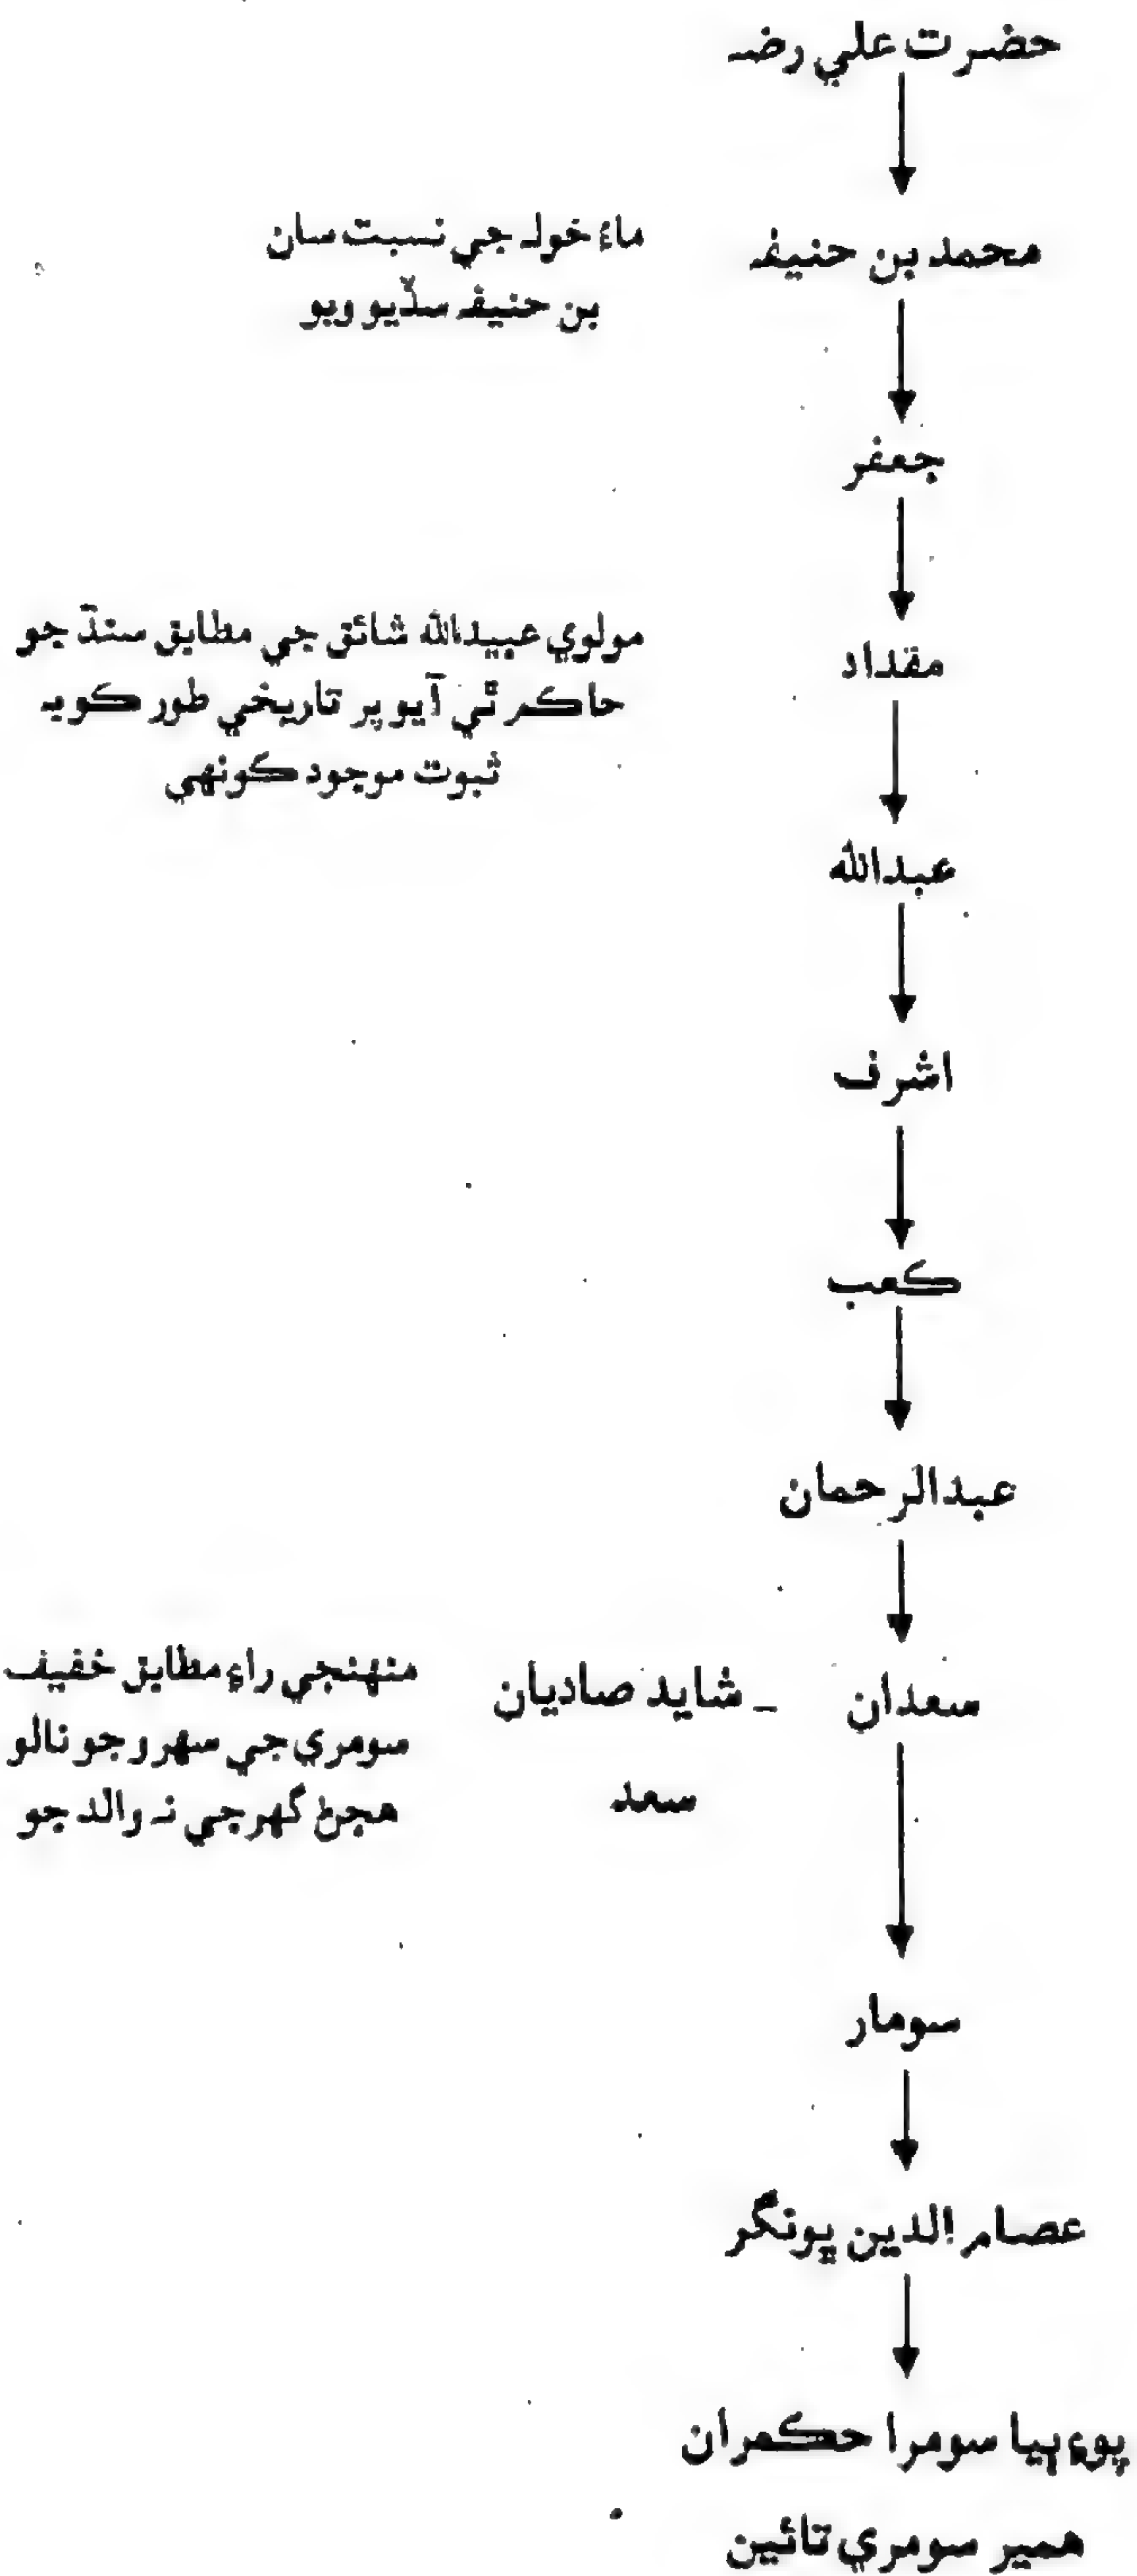 حضرت علي رضه
محمد بن حنيفہ
ماءُ خولہ جي نسبت سان
بن حنيفہ سڏيو ويو
جعفر
مقداد
مولوي عبيدالله شائق جي مطابق سنڌ جو
حاڪم ٿي آيو پر تاريخي طور ڪو بہ
ثبوت موجود ڪونهي
عبدالله
اشرف
ڪعب
عبدالرحمان
سعدان ـ شايد صاديان
سعد
منهنجي راءِ مطابق خفيف
سومري جي سهرو جو نالو
هجڻ گهرجي نہ والد جو
سومار
عصام الدين ڀونگر
پوءِ ٻيا سومرا حڪمران
همير سومري تائين